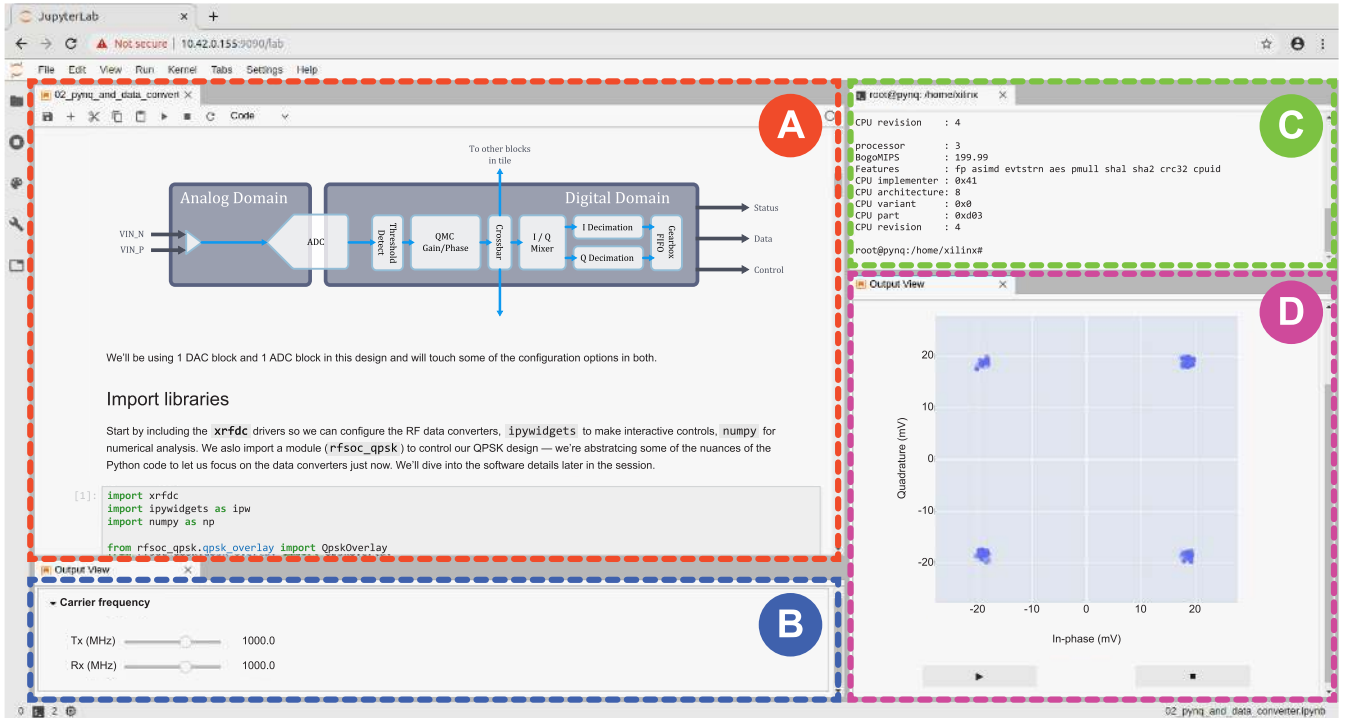 JupyterLab × +
Not secure | 10.42.0.155:9090/lab
File Edit View Run Kernel Tabs Settings Help
02_pynq_and_data_convert ×
Code
A
To other blocks
in tile
Analog Domain
Digital Domain
VIN_N
VIN_P
ADC
Threshold
Detect
QMC
Gain/Phase
Crossbar
I / Q
Mixer
I Decimation
Q Decimation
Gearbox
FIFO
Status
Data
Control
We'll be using 1 DAC block and 1 ADC block in this design and will touch some of the configuration options in both.
Import libraries
Start by including the xrfdc drivers so we can configure the RF data converters, ipywidgets to make interactive controls, numpy for
numerical analysis. We aslo import a module (rfsoc_qpsk) to control our QPSK design — we're abstratcing some of the nuances of the
Python code to let us focus on the data converters just now. We'll dive into the software details later in the session.
[1]: import xrfdc
import ipywidgets as ipw
import numpy as np
from rfsoc_qpsk.qpsk_overlay import QpskOverlay
Output View ×
Carrier frequency
Tx (MHz) 1000.0
Rx (MHz) 1000.0
B
root@pynq: /home/xilinx ×
C
CPU revision : 4
processor : 3
BogoMIPS : 199.99
Features : fp asimd evtstrn aes pmull sha1 sha2 crc32 cpuid
CPU implementer : 0x41
CPU architecture: 8
CPU variant : 0x0
CPU part : 0xd03
CPU revision : 4
root@pynq:/home/xilinx#
Output View ×
D
Quadrature (mV)
20
10
0
-10
-20
-20 -10 0 10 20
In-phase (mV)
0 2
02_pynq_and_data_converter.ipynb